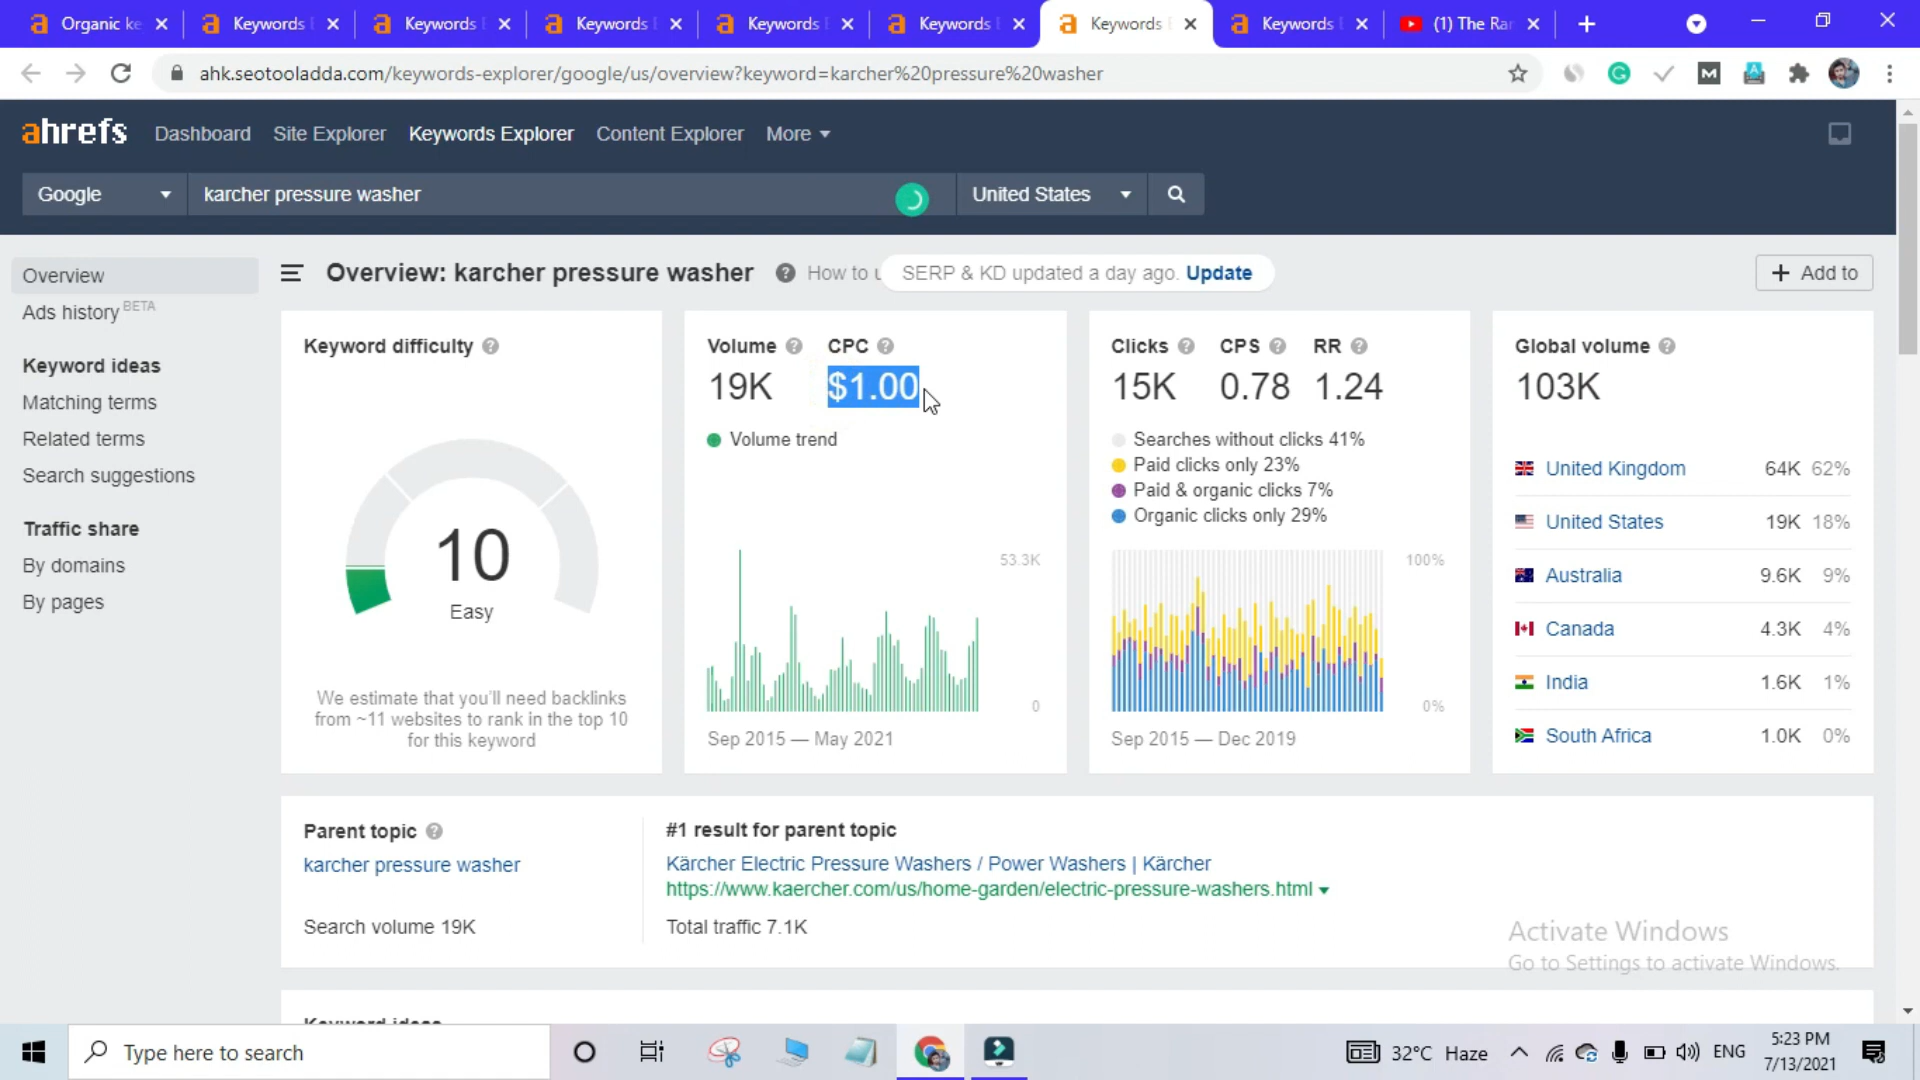 Organic ke
Keywords E
Keywords E
Keywords
Keywords E
Keywords E
Keywords E
Keywords
(1) The Ra
ahk.seotooladda.com/keywords-explorer/google/us/overview?keyword=karcher%20pressure%20washer
ahrefs Dashboard Site Explorer Keywords Explorer Content Explorer More
Google karcher pressure washer United States
Overview
Ads history BETA
Keyword ideas
Matching terms
Related terms
Search suggestions
Traffic share
By domains
By pages
Overview: karcher pressure washer ? How to u SERP & KD updated a day ago. Update
+ Add to
Keyword difficulty ?
10
Easy
We estimate that you'll need backlinks
from ~11 websites to rank in the top 10
for this keyword
Volume ? CPC ?
19K $1.00
Volume trend
53.3K
0
Sep 2015 — May 2021
Clicks ? CPS ? RR ?
15K 0.78 1.24
Searches without clicks 41%
Paid clicks only 23%
Paid & organic clicks 7%
Organic clicks only 29%
100%
0%
Sep 2015 — Dec 2019
Global volume ?
103K
United Kingdom 64K 62%
United States 19K 18%
Australia 9.6K 9%
Canada 4.3K 4%
India 1.6K 1%
South Africa 1.0K 0%
Parent topic ?
karcher pressure washer
Search volume 19K
#1 result for parent topic
Kärcher Electric Pressure Washers / Power Washers | Kärcher
https://www.kaercher.com/us/home-garden/electric-pressure-washers.html
Total traffic 7.1K
Activate Windows
Go to Settings to activate Windows.
Keyword ideas
Type here to search
32°C Haze
ENG
5:23 PM
7/13/2021